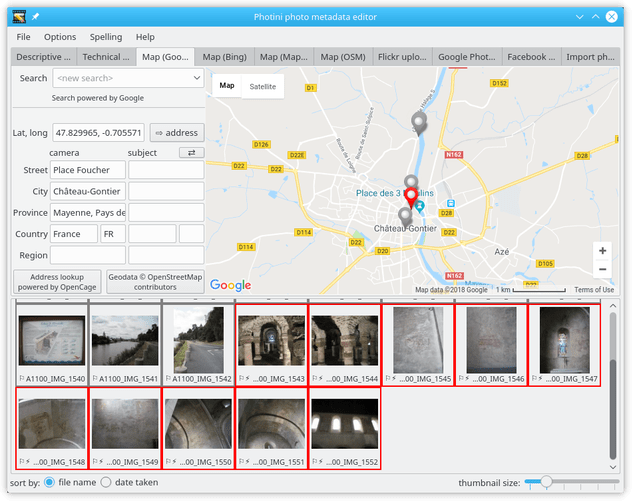 Photini photo metadata editor
File Options Spelling Help
Descriptive ... Technical ... Map (Goo... Map (Bing) Map (Map... Map (OSM) Flickr uplo... Google Phot... Facebook ... Import ph...
Search <new search>
Search powered by Google
Lat, long 47.829965, -0.705571 ⇨ address
camera subject ⇄
Street Place Foucher
City Château-Gontier
Province Mayenne, Pays de
Country France FR
Region
Address lookup
powered by OpenCage
Geodata © OpenStreetMap
contributors
Map Satellite
D1
D152
D126
D22E
N162
D28
D22
D22
Place des 3 Moulins
D28
D22
D114
D114
Château-Gontier
D22
D20
Azé
N162
D105
+
−
Google
Map data ©2018 Google 1 km Terms of Use
A1100_IMG_1540 A1100_IMG_1541 A1100_IMG_1542 ...00_IMG_1543 ...00_IMG_1544 ...00_IMG_1545 ...00_IMG_1546 ...00_IMG_1547
...00_IMG_1548 ...00_IMG_1549 ...00_IMG_1550 ...00_IMG_1551 ...00_IMG_1552
sort by: file name date taken thumbnail size: